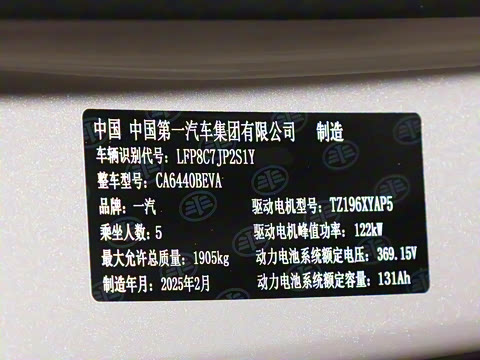 中国 中国第一汽车集团有限公司 制造
车辆识别代号: LFP8C7JP2S1Y
整车型号: CA6440BEVA
品牌: 一汽 驱动电机型号: TZ196XYAP5
乘坐人数: 5 驱动电机峰值功率: 122kW
最大允许总质量: 1905kg 动力电池系统额定电压: 369.15V
制造年月: 2025年2月 动力电池系统额定容量: 131Ah